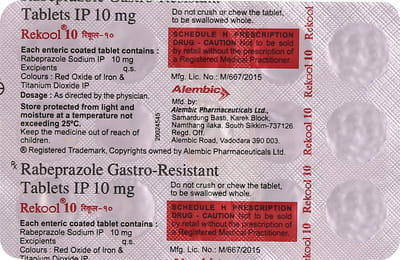 Rabeprazole Gastro-Resistant
Tablets IP 10 mg
Rekool® 10 रिकूल-१०
Each enteric coated tablet contains :
Rabeprazole Sodium IP 10 mg
Excipients q.s.
Colours : Red Oxide of Iron &
Titanium Dioxide IP
Dosage : As directed by the physician.
Store protected from light and
moisture at a temperature not
exceeding 25°C.
Keep the medicine out of reach of
children.
® Registered Trademark, Copyrights owned by Alembic Pharmaceuticals Ltd.
Do not crush or chew the tablet,
to be swallowed whole.
SCHEDULE H PRESCRIPTION
DRUG - CAUTION Not to be sold
by retail without the prescription of
a Registered Medical Practitioner.
Mfg. Lic. No.: M/667/2015
Alembic
Mfd. by:
Alembic Pharmaceuticals Ltd.,
Samardung Basti, Karek Block,
Namthang Ilaka, South Sikkim-737126.
Regd. Off.
Alembic Road, Vadodara 390 003.
Rekool 10
Rekool 10
Rekool 10
Rx Rabeprazole Gastro-Resistant
Tablets IP 10 mg
Rekool® 10 रिकूल-१०
Each enteric coated tablet contains :
Rabeprazole Sodium IP 10 mg
Excipients q.s.
Colours : Red Oxide of Iron &
Titanium Dioxide IP
Do not crush or chew the tablet,
to be swallowed whole.
SCHEDULE H PRESCRIPTION
DRUG - CAUTION Not to be sold
by retail without the prescription of
a Registered Medical Practitioner.
Mfg. Lic. No.: M/667/2015